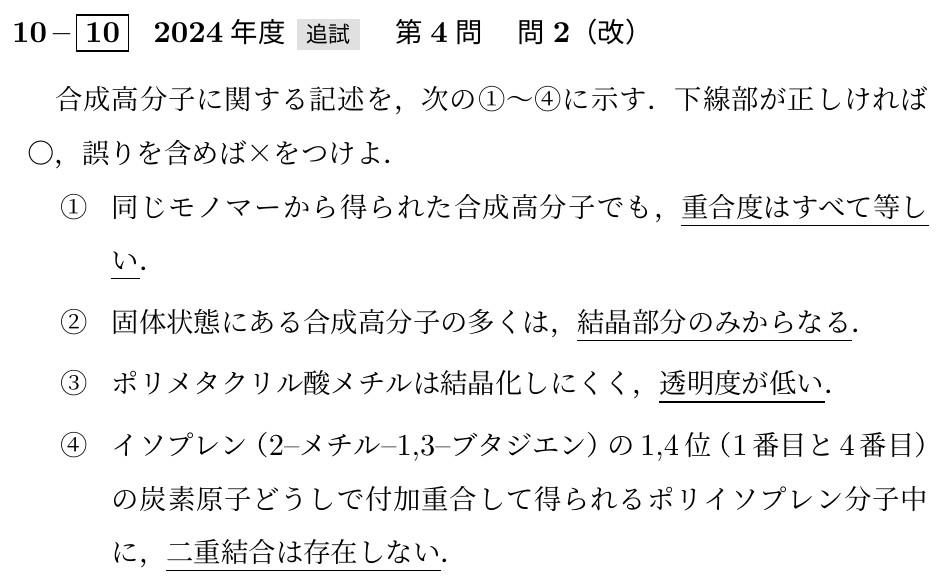 10－10 2024年度 追試 第4問 問2（改）
合成高分子に関する記述を，次の①～④に示す．下線部が正しければ
○，誤りを含めば×をつけよ．
① 同じモノマーから得られた合成高分子でも，重合度はすべて等し
い．
② 固体状態にある合成高分子の多くは，結晶部分のみからなる．
③ ポリメタクリル酸メチルは結晶化しにくく，透明度が低い．
④ イソプレン（2–メチル–1,3–ブタジエン）の1,4位（1番目と4番目）
の炭素原子どうしで付加重合して得られるポリイソプレン分子中
に，二重結合は存在しない．